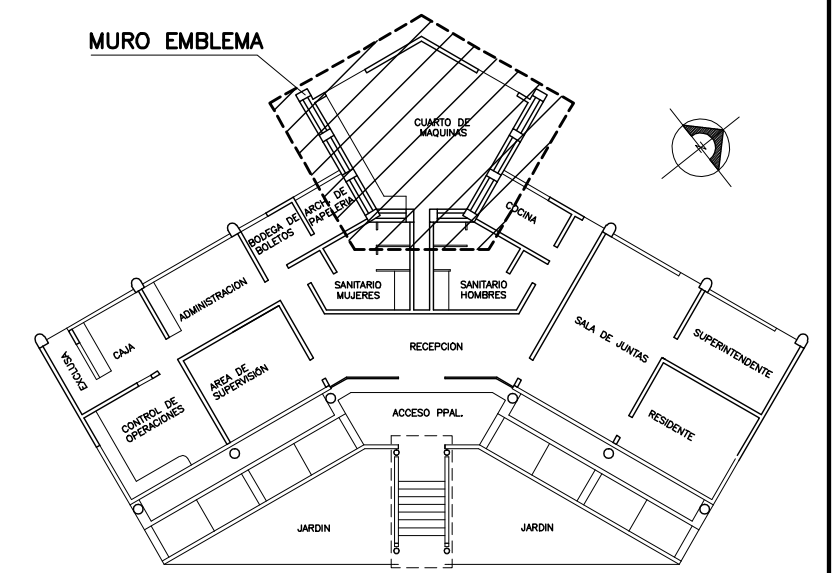 MURO EMBLEMA
CUARTO DE
MAQUINAS
N
ARCH. DE
PAPELERIA
COCINA
BODEGA DE
BOLETOS
SANITARIO
MUJERES
SANITARIO
HOMBRES
ADMINISTRACION
SALA DE JUNTAS
SUPERINTENDENTE
CAJA
EXCLUSA
RECEPCION
AREA DE
SUPERVISIÓN
CONTROL DE
OPERACIONES
ACCESO PPAL.
RESIDENTE
JARDIN
JARDIN